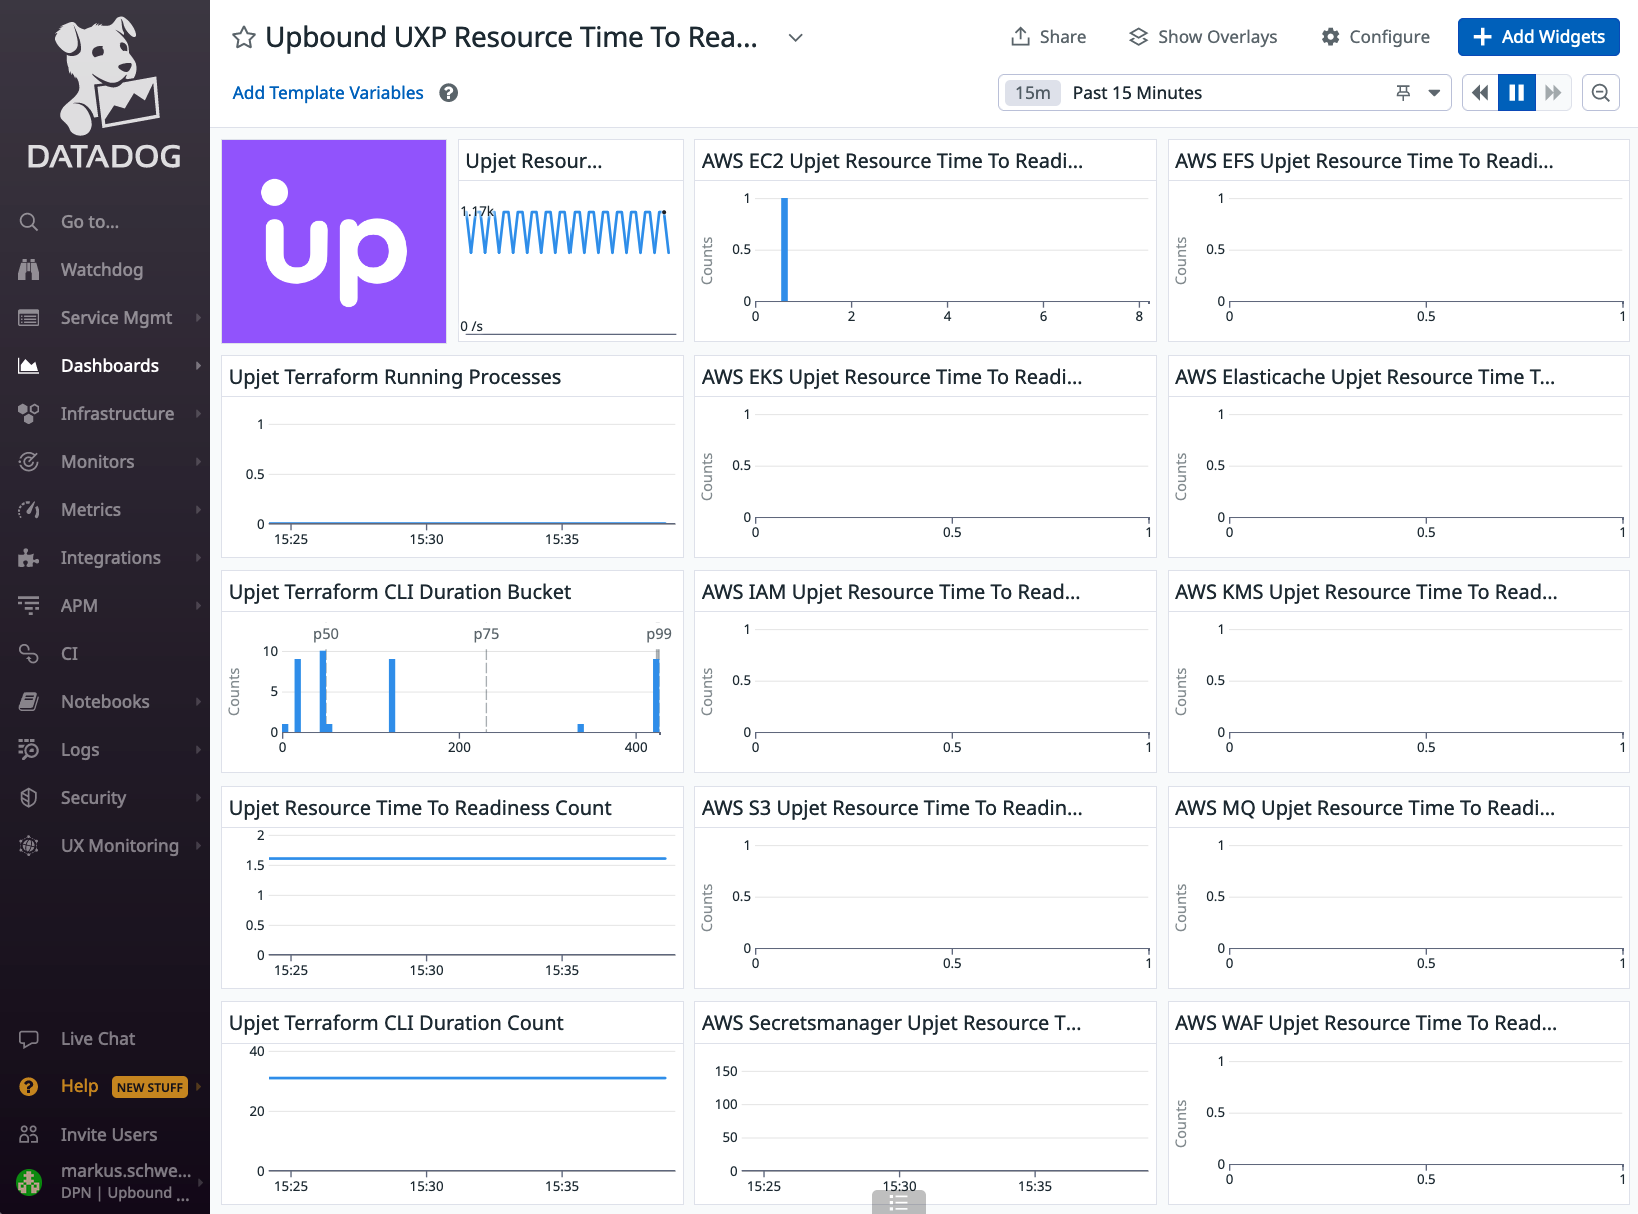 DATADOG
Go to...
Watchdog
Service Mgmt
Dashboards
Infrastructure
Monitors
Metrics
Integrations
APM
CI
Notebooks
Logs
Security
UX Monitoring
Live Chat
Help NEW STUFF
Invite Users
markus.schwe...
DPN | Upbound ...
Upbound UXP Resource Time To Rea...
Share
Show Overlays
Configure
Add Widgets
Add Template Variables
15m Past 15 Minutes
up
Upjet Resour...
1.17k
0 /s
AWS EC2 Upjet Resource Time To Readi...
Counts
1
0.5
0
0 2 4 6 8
AWS EFS Upjet Resource Time To Readi...
Counts
1
0.5
0
0 0.5 1
Upjet Terraform Running Processes
1
0.5
0
15:25 15:30 15:35
AWS EKS Upjet Resource Time To Readi...
Counts
1
0.5
0
0 0.5 1
AWS Elasticache Upjet Resource Time T...
Counts
1
0.5
0
0 0.5 1
Upjet Terraform CLI Duration Bucket
p50 p75 p99
Counts
10
5
0
0 200 400
AWS IAM Upjet Resource Time To Read...
Counts
1
0.5
0
0 0.5 1
AWS KMS Upjet Resource Time To Read...
Counts
1
0.5
0
0 0.5 1
Upjet Resource Time To Readiness Count
2
1.5
1
0.5
0
15:25 15:30 15:35
AWS S3 Upjet Resource Time To Readin...
Counts
1
0.5
0
0 0.5 1
AWS MQ Upjet Resource Time To Readi...
Counts
1
0.5
0
0 0.5 1
Upjet Terraform CLI Duration Count
40
20
0
15:25 15:30 15:35
AWS Secretsmanager Upjet Resource T...
150
100
50
0
15:25 15:30 15:35
AWS WAF Upjet Resource Time To Read...
Counts
1
0.5
0
0 0.5 1